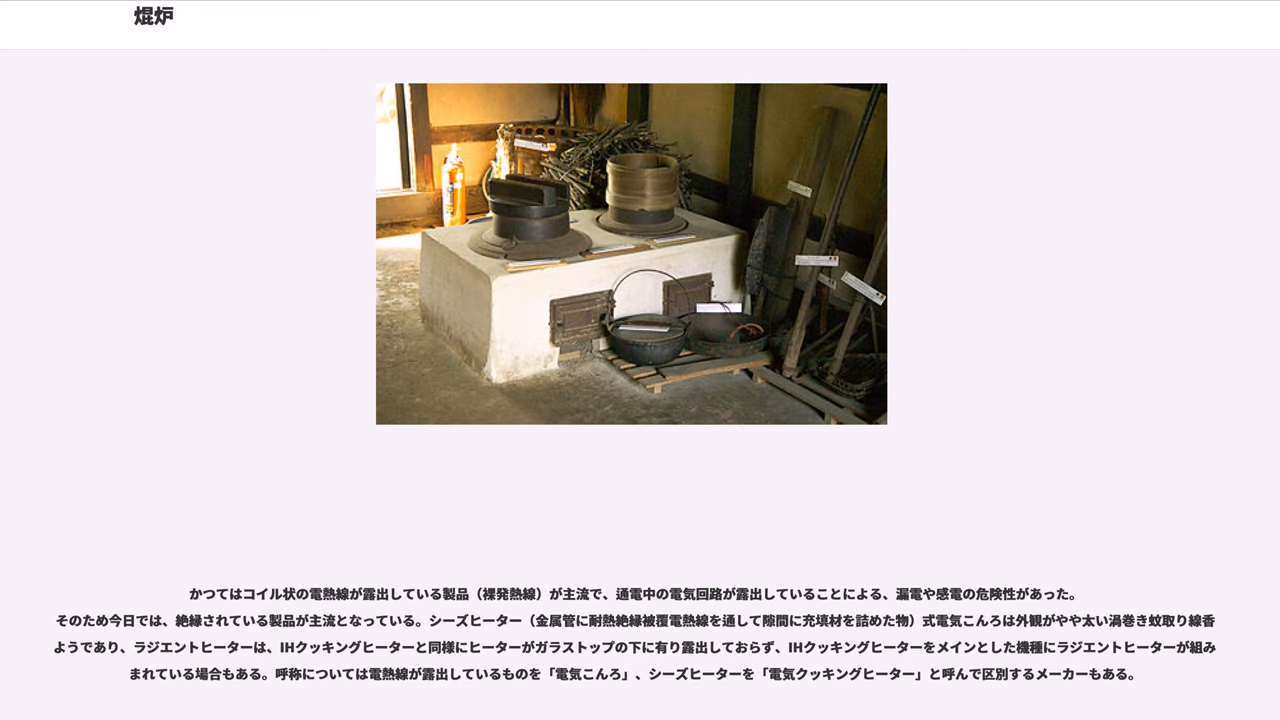 焜炉
かつてはコイル状の電熱線が露出している製品（裸発熱線）が主流で、通電中の電気回路が露出していることによる、漏電や感電の危険性があった。
そのため今日では、絶縁されている製品が主流となっている。シーズヒーター（金属管に耐熱絶縁被覆電熱線を通して隙間に充填材を詰めた物）式電気こんろは外観がやや太い渦巻き蚊取り線香
ようであり、ラジエントヒーターは、IHクッキングヒーターと同様にヒーターがガラストップの下に有り露出しておらず、IHクッキングヒーターをメインとした機種にラジエントヒーターが組み
まれている場合もある。呼称については電熱線が露出しているものを「電気こんろ」、シーズヒーターを「電気クッキングヒーター」と呼んで区別するメーカーもある。